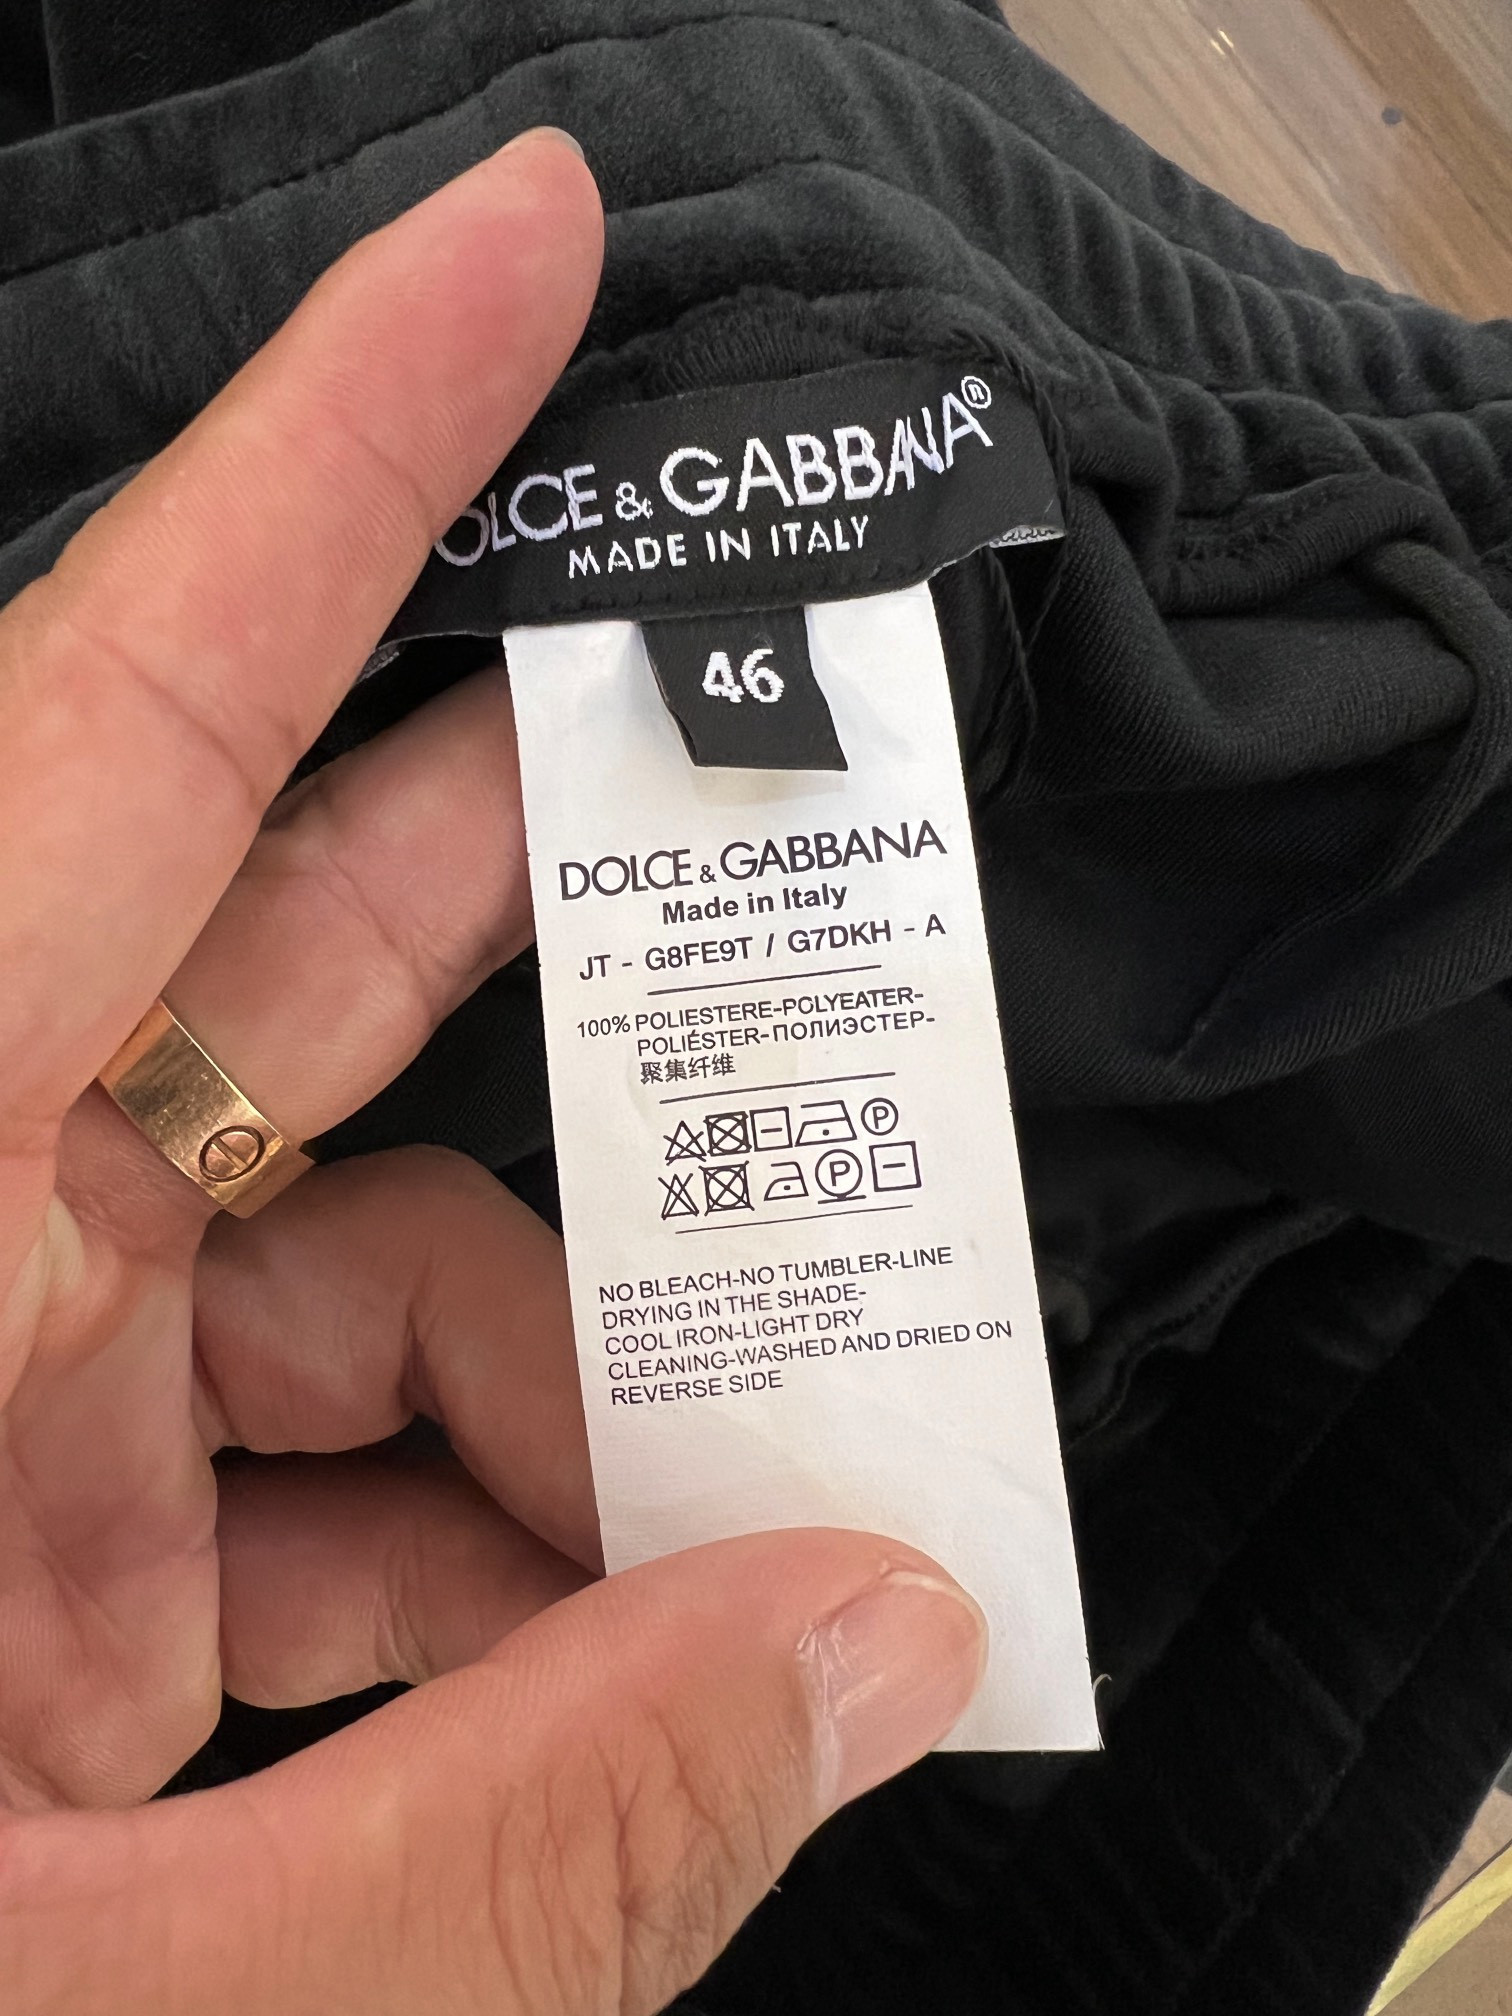 DOLCE & GABBANA®
MADE IN ITALY
46
DOLCE & GABBANA
Made in Italy
JT - G8FE9T / G7DKH - A
100% POLIESTERE-POLYEATER-
POLIÉSTER-ПОЛИЭСТЕР-
聚集纤维
P
P
NO BLEACH-NO TUMBLER-LINE
DRYING IN THE SHADE-
COOL IRON-LIGHT DRY
CLEANING-WASHED AND DRIED ON
REVERSE SIDE